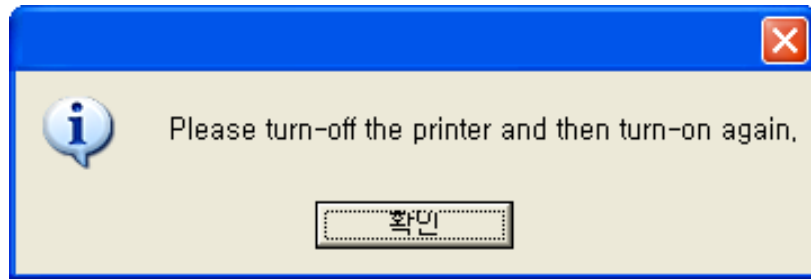 Please turn-off the printer and then turn-on again,
확인